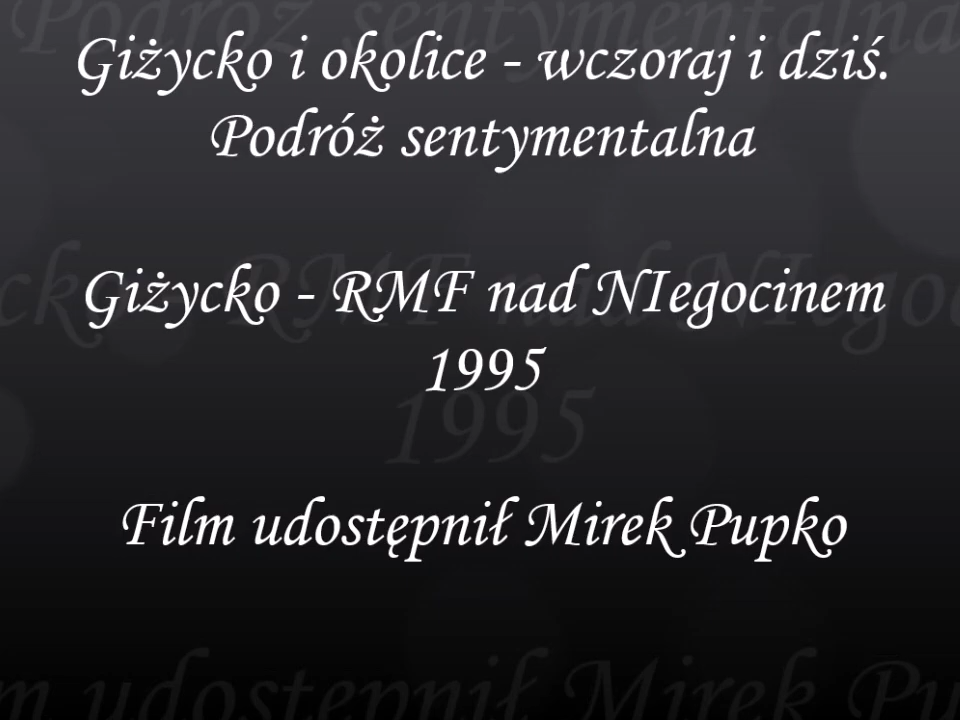 Giżycko i okolice - wczoraj i dziś.
Podróż sentymentalna
Giżycko - RMF nad NIegocinem
1995
Film udostępnił Mirek Pupko